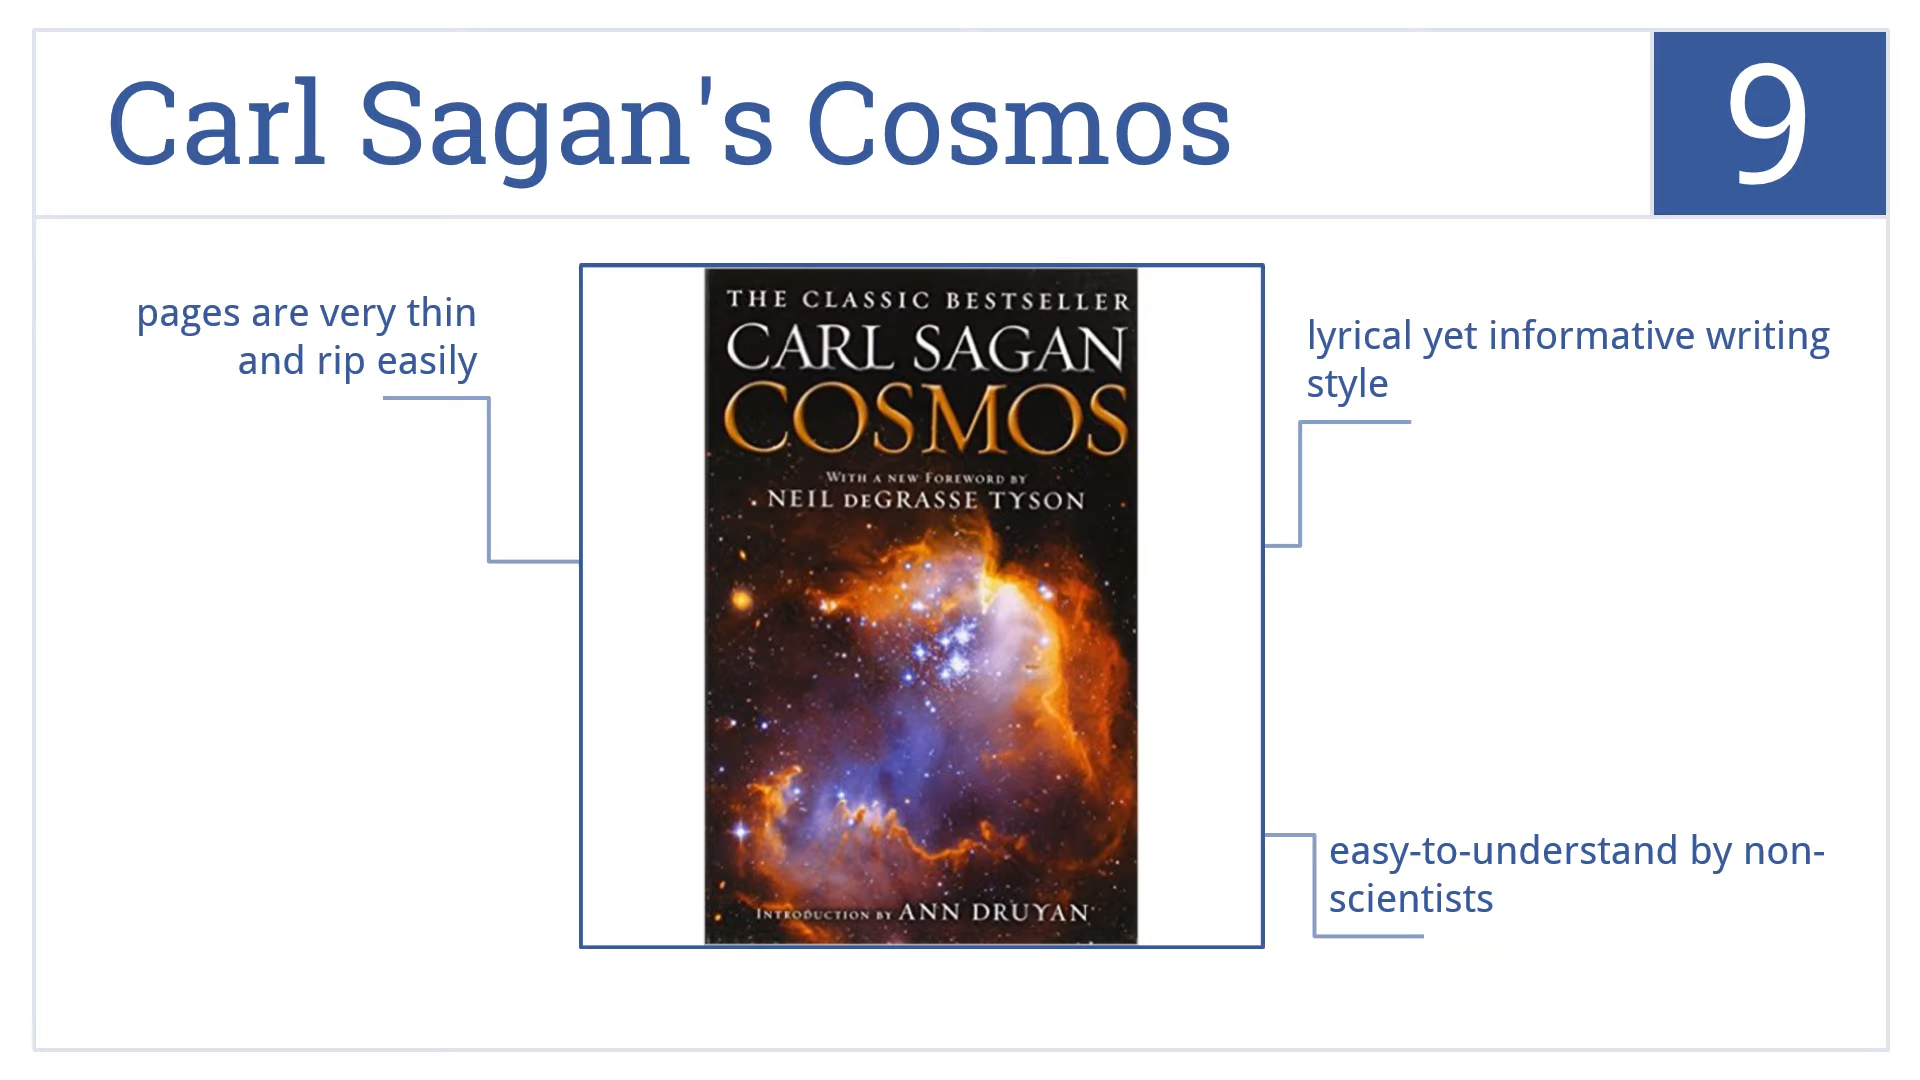 Carl Sagan's Cosmos
9
pages are very thin
and rip easily
THE CLASSIC BESTSELLER
CARL SAGAN
COSMOS
WITH A NEW FOREWORD BY
NEIL DEGRASSE TYSON
INTRODUCTION BY ANN DRUYAN
lyrical yet informative writing
style
easy-to-understand by non-
scientists